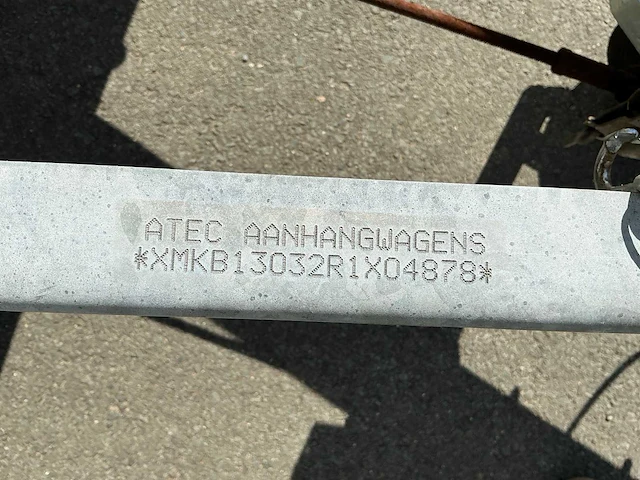 ATEC AANHANGWAGENS
*XMKB13032R1X04878*